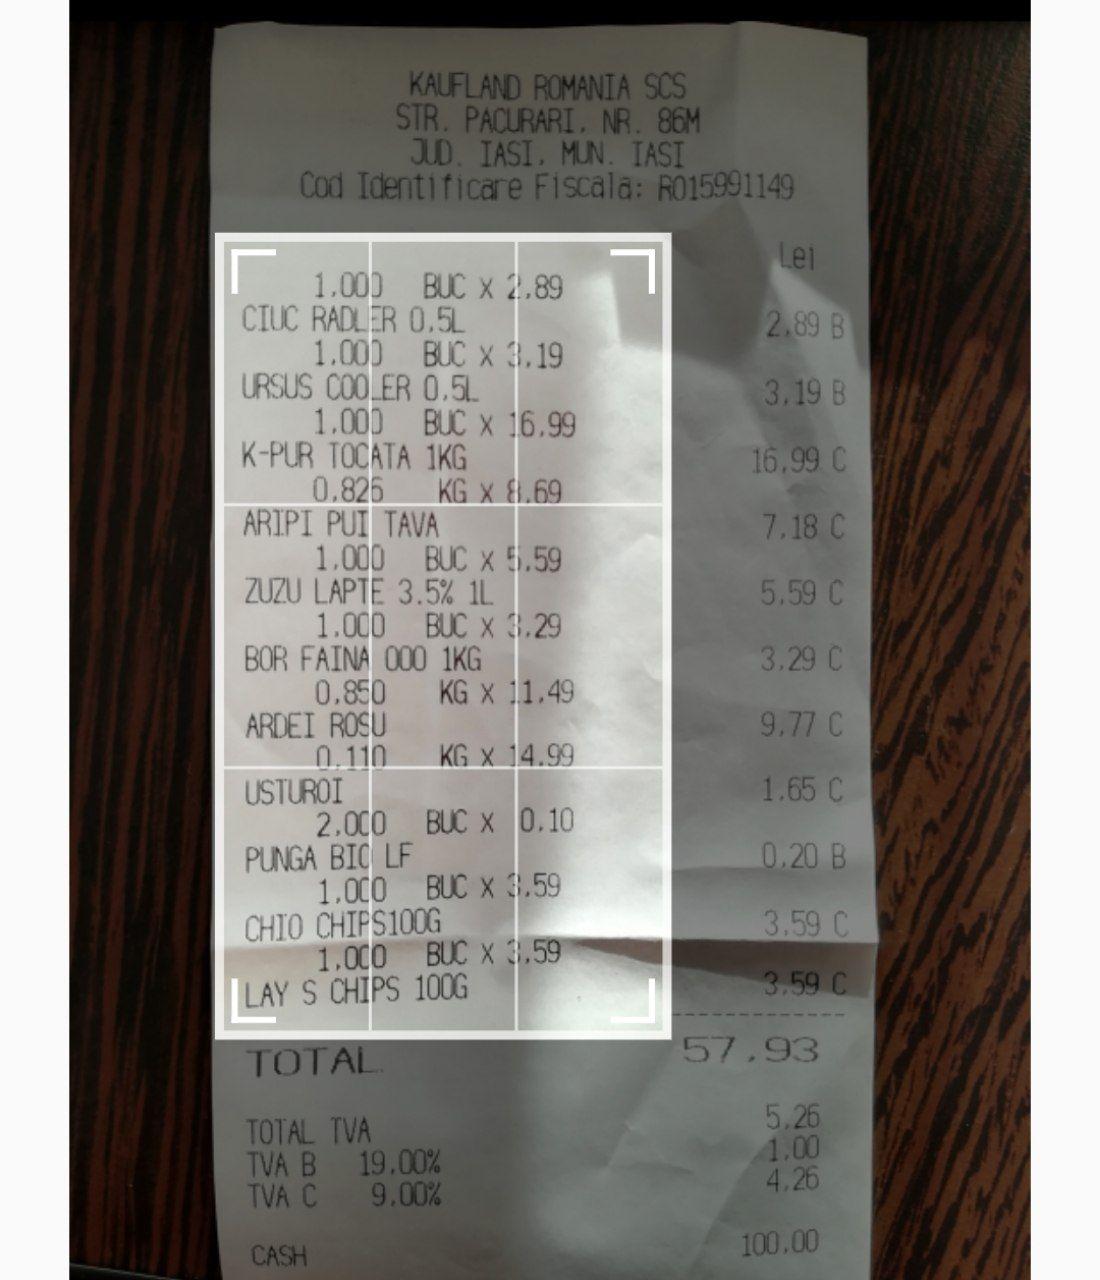 KAUFLAND ROMANIA SCS
STR. PACURARI, NR. 86M
JUD. IASI, MUN. IASI
Cod Identificare Fiscala: RO15991149
Lei
1,000 BUC X 2,89
CIUC RADLER 0,5L 2,89 B
1,000 BUC X 3,19
URSUS COOLER 0,5L 3,19 B
1,000 BUC X 16,99
K-PUR TOCATA 1KG 16,99 C
0,826 KG X 8,69
ARIPI PUI TAVA 7,18 C
1,000 BUC X 5,59
ZUZU LAPTE 3.5% 1L 5,59 C
1,000 BUC X 3,29
BOR FAINA 000 1KG 3,29 C
0,850 KG X 11,49
ARDEI ROSU 9,77 C
0,110 KG X 14,99
USTUROI 1,65 C
2,000 BUC X 0,10
PUNGA BIO LF 0,20 B
1,000 BUC X 3,59
CHIO CHIPS100G 3,59 C
1,000 BUC X 3,59
LAY S CHIPS 100G 3,59 C
TOTAL 57,93
TOTAL TVA 5,26
TVA B 19,00% 1,00
TVA C 9,00% 4,26
CASH 100,00